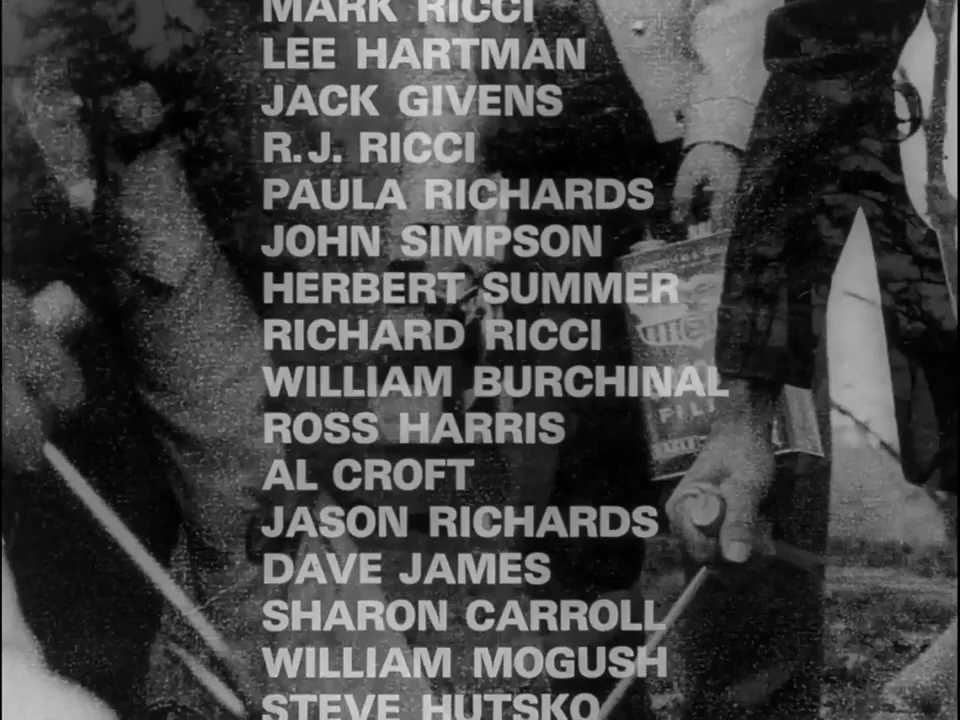 MARK RICCI
LEE HARTMAN
JACK GIVENS
R.J. RICCI
PAULA RICHARDS
JOHN SIMPSON
HERBERT SUMMER
RICHARD RICCI
WILLIAM BURCHINAL
ROSS HARRIS
AL CROFT
JASON RICHARDS
DAVE JAMES
SHARON CARROLL
WILLIAM MOGUSH
STEVE HUTSKO